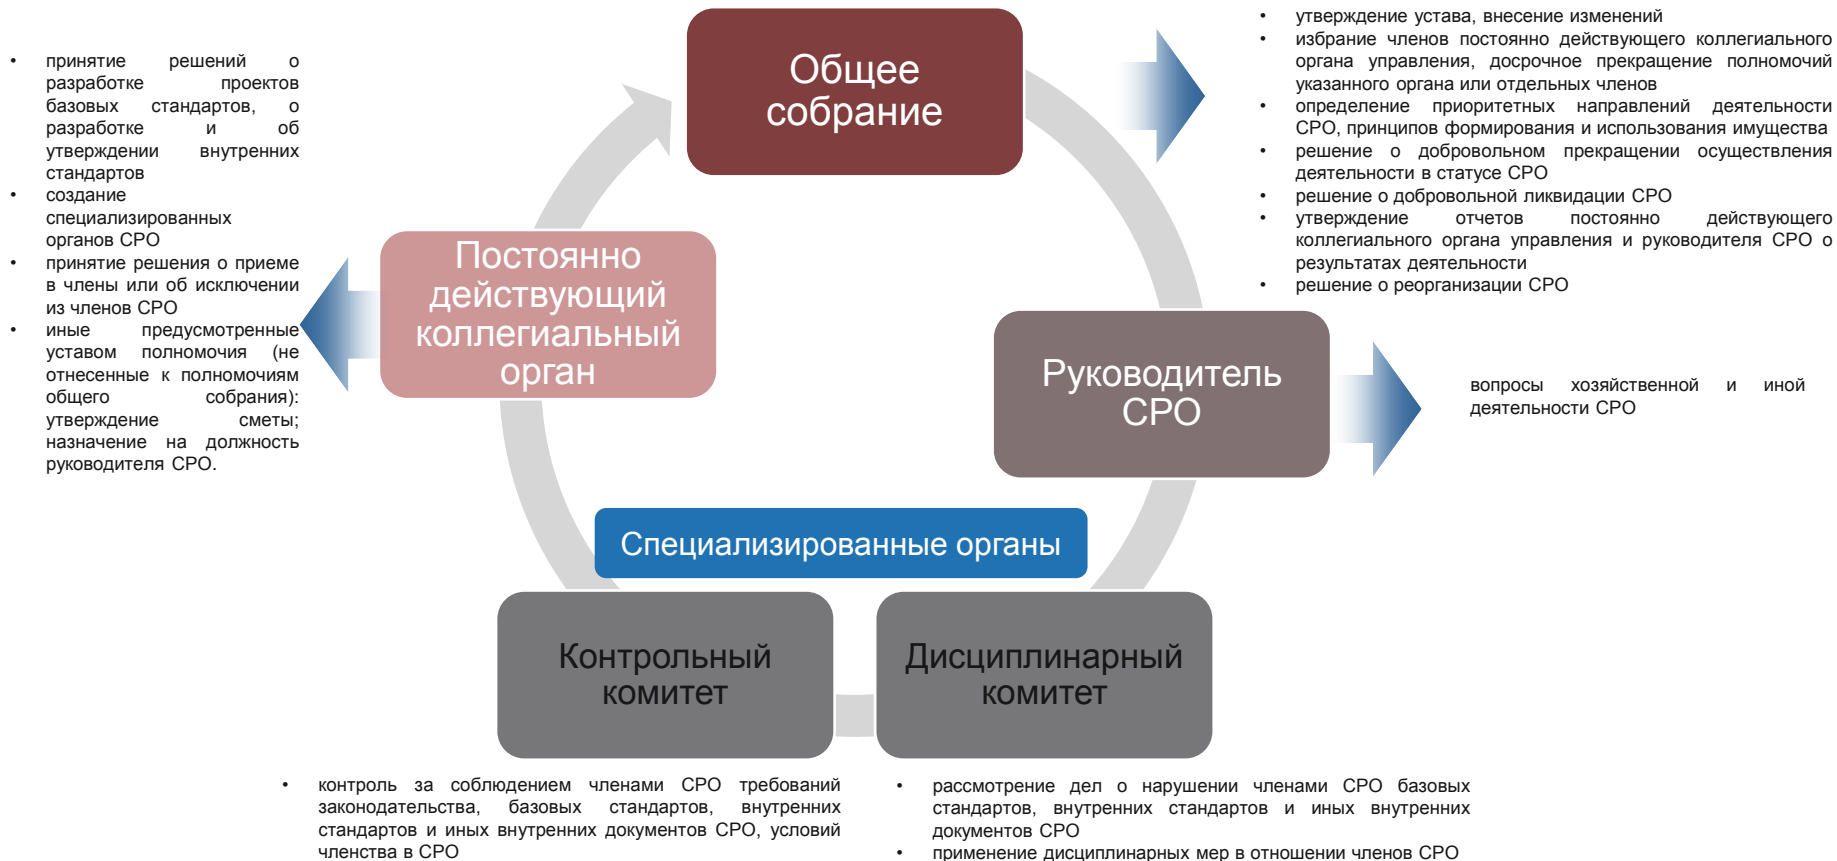 Общее
собрание
• утверждение устава, внесение изменений
• избрание членов постоянно действующего коллегиального
органа управления, досрочное прекращение полномочий
указанного органа или отдельных членов
• определение приоритетных направлений деятельности
СРО, принципов формирования и использования имущества
• решение о добровольном прекращении осуществления
деятельности в статусе СРО
• решение о добровольной ликвидации СРО
• утверждение отчетов постоянно действующего
коллегиального органа управления и руководителя СРО о
результатах деятельности
• решение о реорганизации СРО
• принятие решений о
разработке проектов
базовых стандартов, о
разработке и об
утверждении внутренних
стандартов
• создание
специализированных
органов СРО
• принятие решения о приеме
в члены или об исключении
из членов СРО
• иные предусмотренные
уставом полномочия (не
отнесенные к полномочиям
общего собрания):
утверждение сметы;
назначение на должность
руководителя СРО.
Постоянно
действующий
коллегиальный
орган
Руководитель
СРО
вопросы хозяйственной и иной
деятельности СРО
Специализированные органы
Контрольный
комитет
Дисциплинарный
комитет
• контроль за соблюдением членами СРО требований
законодательства, базовых стандартов, внутренних
стандартов и иных внутренних документов СРО, условий
членства в СРО
• рассмотрение дел о нарушении членами СРО базовых
стандартов, внутренних стандартов и иных внутренних
документов СРО
• применение дисциплинарных мер в отношении членов СРО